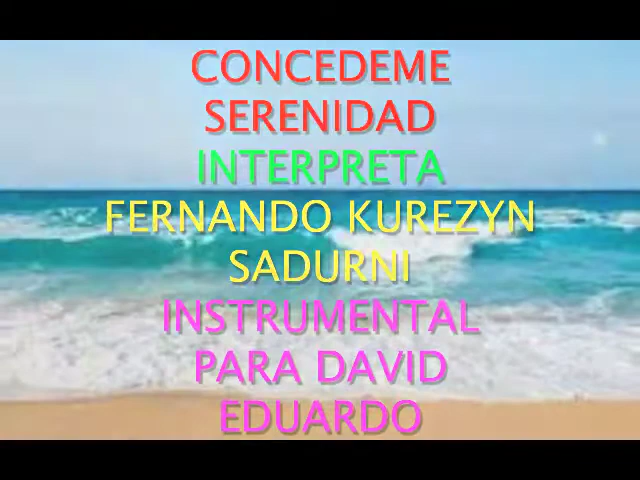 CONCEDEME
SERENIDAD
INTERPRETA
FERNANDO KUREZYN
SADURNI
INSTRUMENTAL
PARA DAVID
EDUARDO